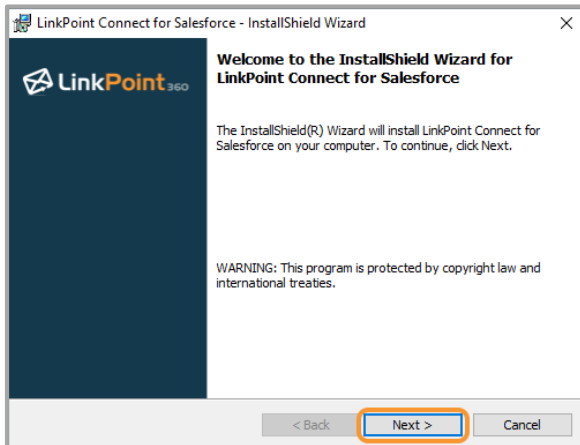 LinkPoint Connect for Salesforce - InstallShield Wizard
LinkPoint360
Welcome to the InstallShield Wizard for
LinkPoint Connect for Salesforce
The InstallShield(R) Wizard will install LinkPoint Connect for
Salesforce on your computer. To continue, click Next.
WARNING: This program is protected by copyright law and
international treaties.
< Back
Next >
Cancel